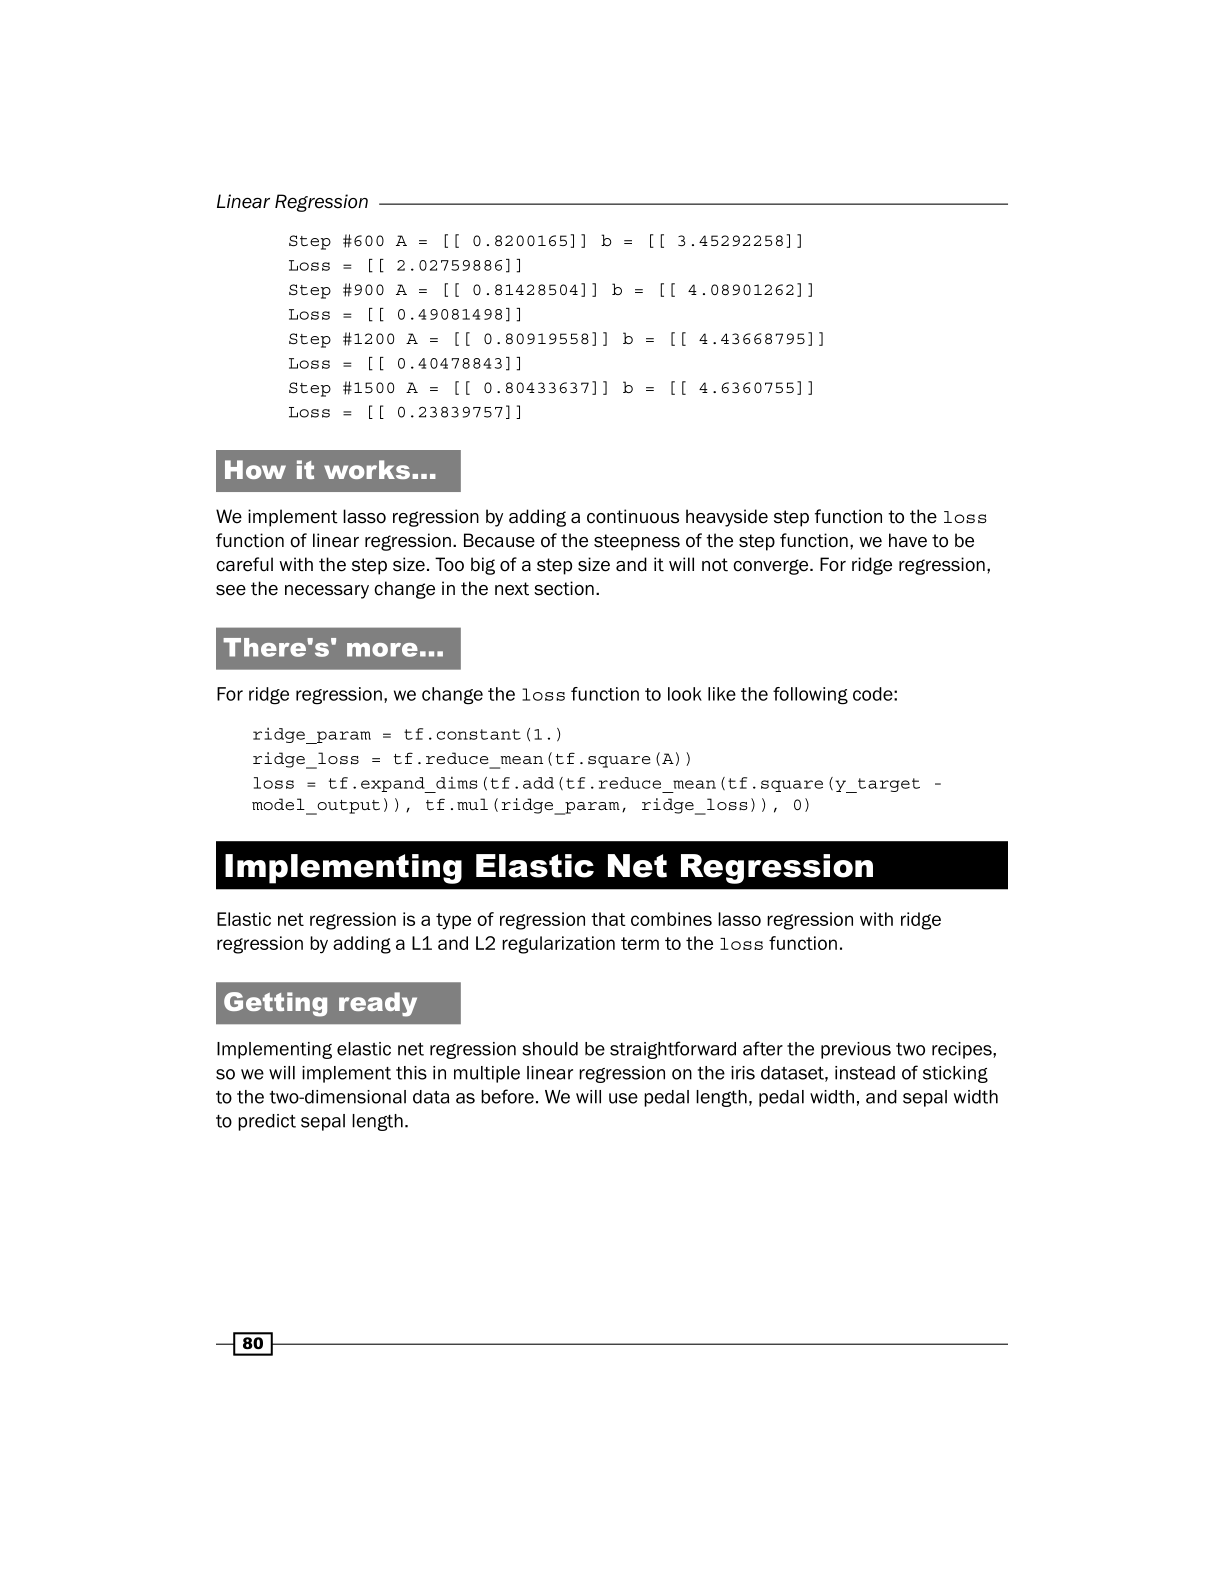 Linear Regression
Step #600 A = [[ 0.8200165]] b = [[ 3.45292258]]
Loss = [[ 2.02759886]]
Step #900 A = [[ 0.81428504]] b = [[ 4.08901262]]
Loss = [[ 0.49081498]]
Step #1200 A = [[ 0.80919558]] b = [[ 4.43668795]]
Loss = [[ 0.40478843]]
Step #1500 A = [[ 0.80433637]] b = [[ 4.6360755]]
Loss = [[ 0.23839757]]
How it works…
We implement lasso regression by adding a continuous heavyside step function to the loss
function of linear regression. Because of the steepness of the step function, we have to be
careful with the step size. Too big of a step size and it will not converge. For ridge regression,
see the necessary change in the next section.
There's' more…
For ridge regression, we change the loss function to look like the following code:
ridge_param = tf.constant(1.)
ridge_loss = tf.reduce_mean(tf.square(A))
loss = tf.expand_dims(tf.add(tf.reduce_mean(tf.square(y_target -
model_output)), tf.mul(ridge_param, ridge_loss)), 0)
Implementing Elastic Net Regression
Elastic net regression is a type of regression that combines lasso regression with ridge
regression by adding a L1 and L2 regularization term to the loss function.
Getting ready
Implementing elastic net regression should be straightforward after the previous two recipes,
so we will implement this in multiple linear regression on the iris dataset, instead of sticking
to the two-dimensional data as before. We will use pedal length, pedal width, and sepal width
to predict sepal length.
80